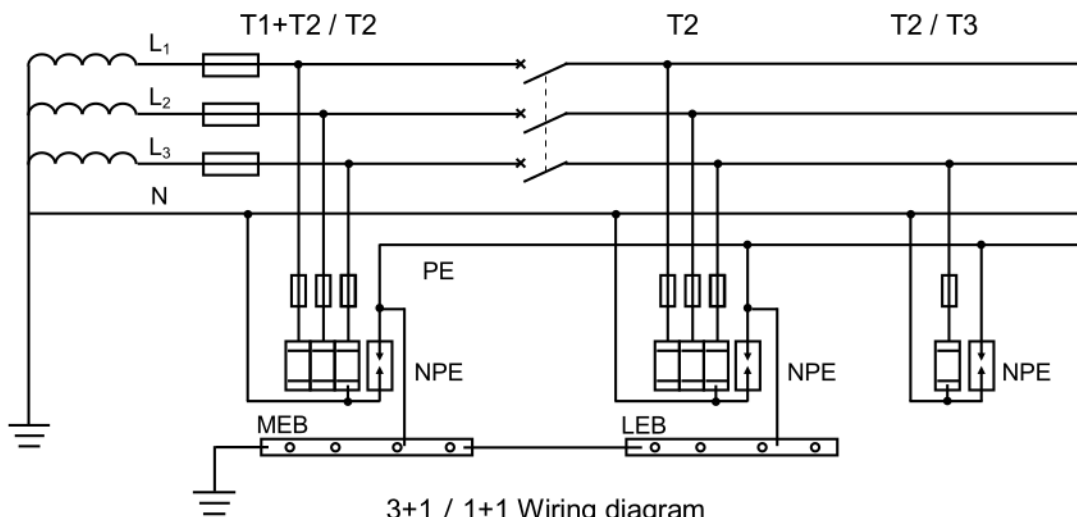 T1+T2 / T2
T2
T2 / T3
L₁
L₂
L₃
N
PE
NPE
NPE
NPE
MEB
LEB
3+1 / 1+1 Wiring diagram